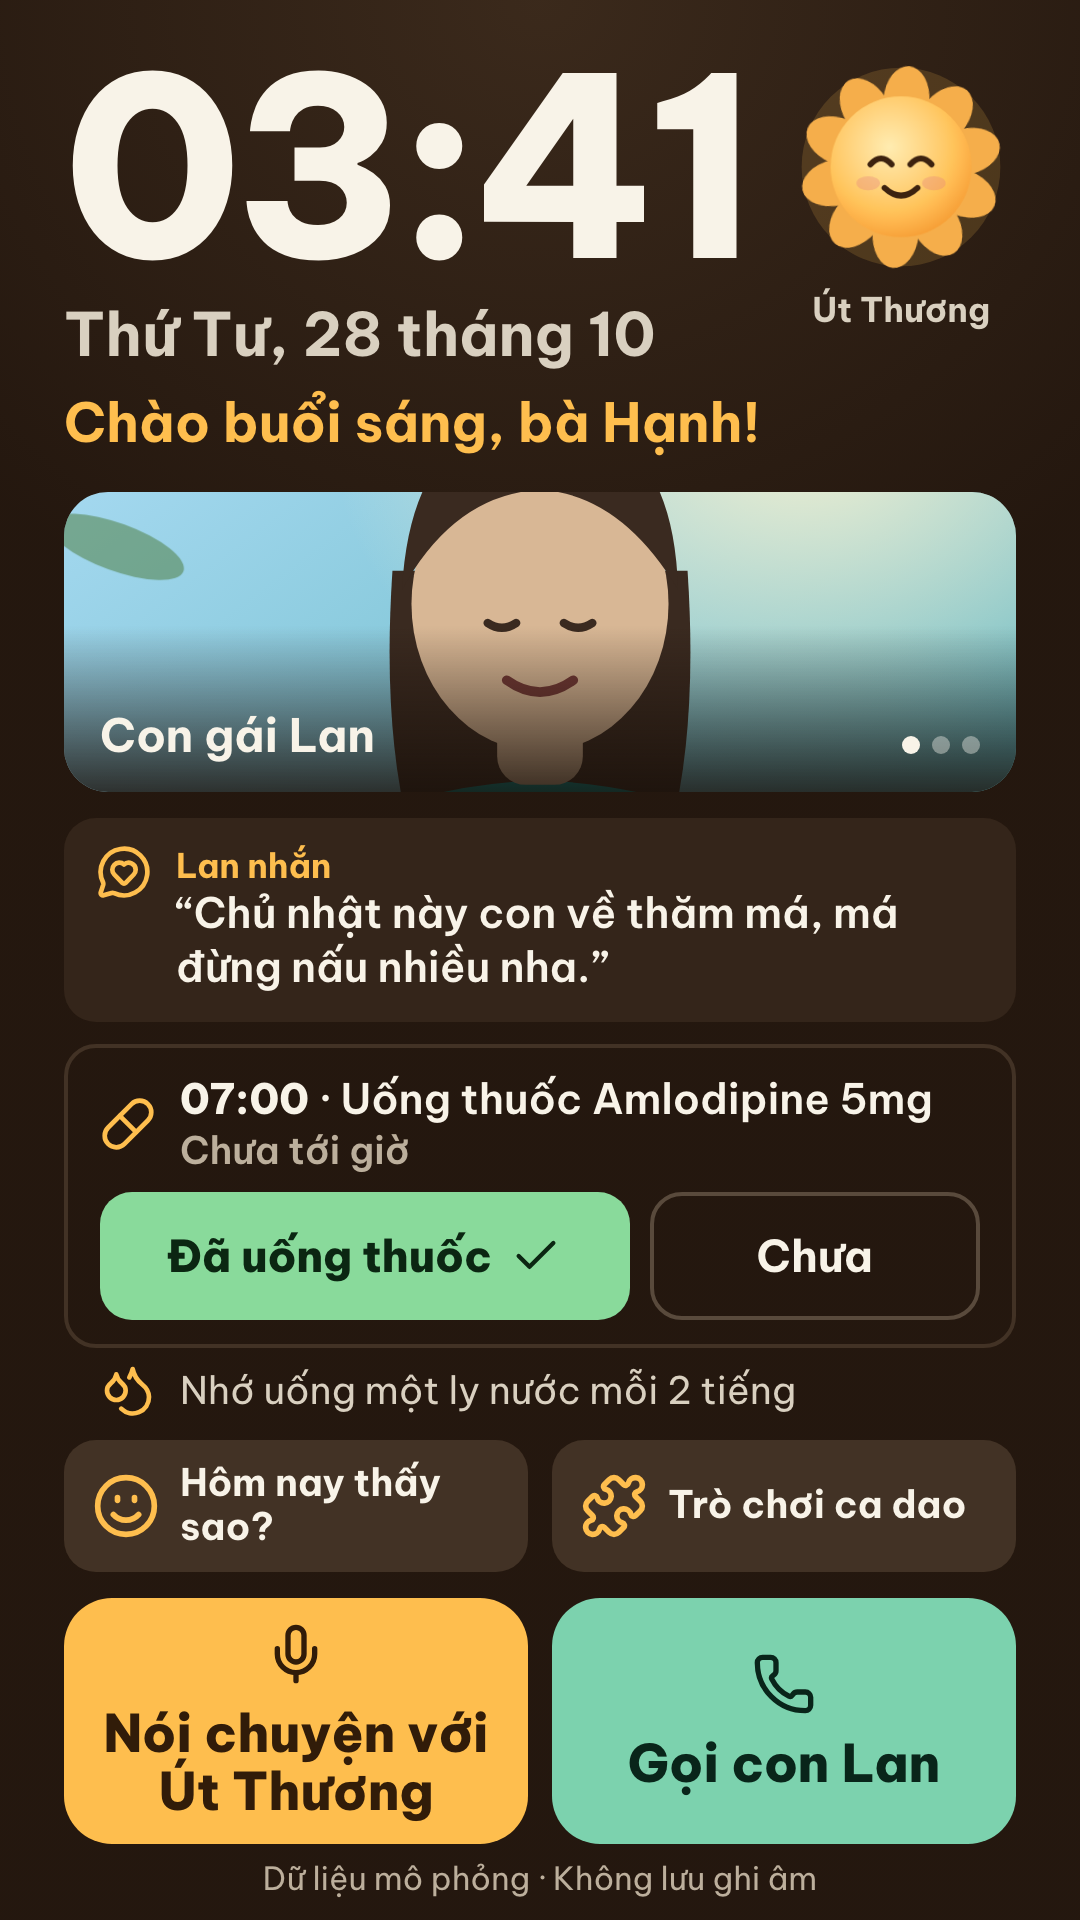 03:41
Út Thương
Thứ Tư, 28 tháng 10
Chào buổi sáng, bà Hạnh!
Con gái Lan
Lan nhắn
“Chủ nhật này con về thăm má, má
đừng nấu nhiều nha.”
07:00 · Uống thuốc Amlodipine 5mg
Chưa tới giờ
Đã uống thuốc
Chưa
Nhớ uống một ly nước mỗi 2 tiếng
Hôm nay thấy
sao?
Trò chơi ca dao
Nói chuyện với
Út Thương
Gọi con Lan
Dữ liệu mô phỏng · Không lưu ghi âm